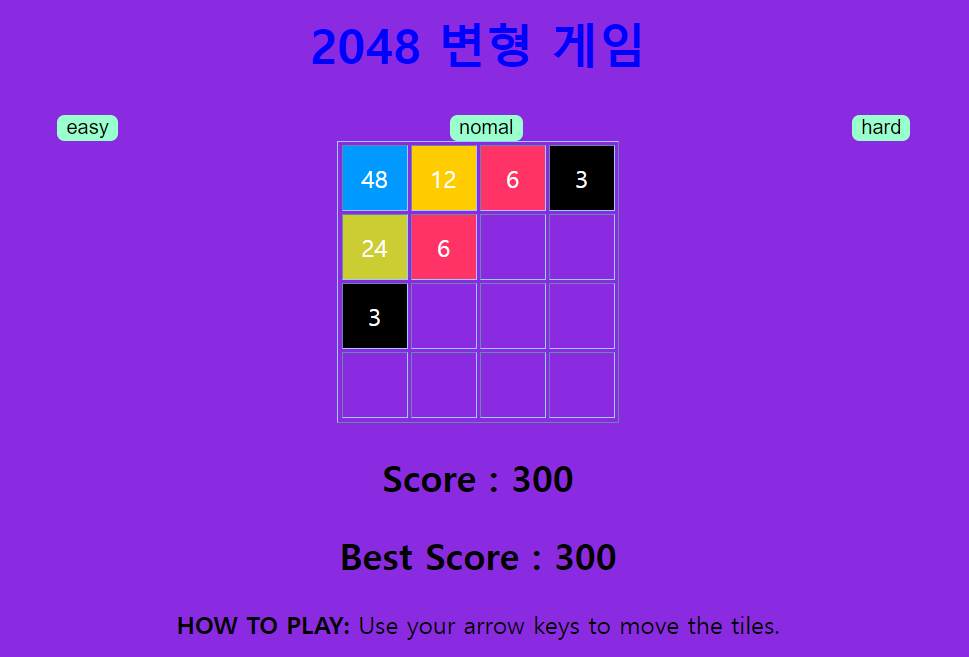 2048 변형 게임
easy nomal hard
48 12 6 3
24 6
3
Score : 300
Best Score : 300
HOW TO PLAY: Use your arrow keys to move the tiles.